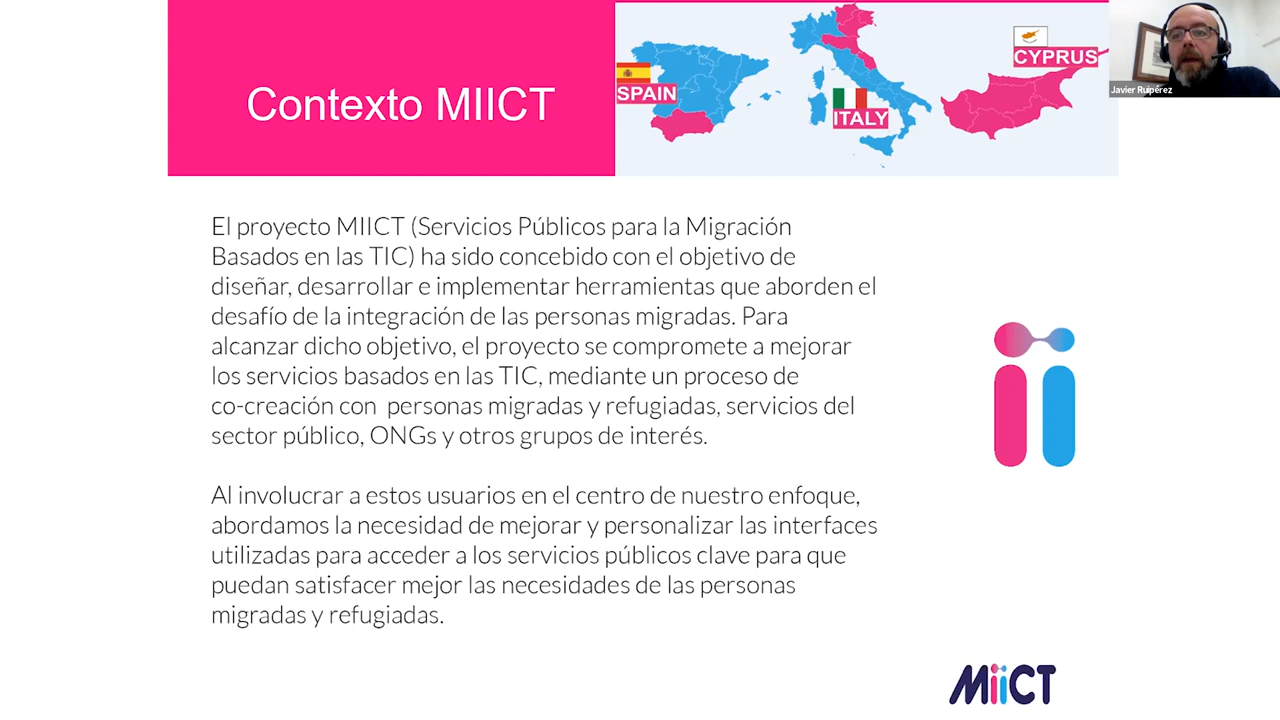 Contexto MIICT
SPAIN
ITALY
CYPRUS
Javier Ruipérez
El proyecto MIICT (Servicios Públicos para la Migración
Basados en las TIC) ha sido concebido con el objetivo de
diseñar, desarrollar e implementar herramientas que aborden el
desafío de la integración de las personas migradas. Para
alcanzar dicho objetivo, el proyecto se compromete a mejorar
los servicios basados en las TIC, mediante un proceso de
co-creación con personas migradas y refugiadas, servicios del
sector público, ONGs y otros grupos de interés.
Al involucrar a estos usuarios en el centro de nuestro enfoque,
abordamos la necesidad de mejorar y personalizar las interfaces
utilizadas para acceder a los servicios públicos clave para que
puedan satisfacer mejor las necesidades de las personas
migradas y refugiadas.
MiiCT